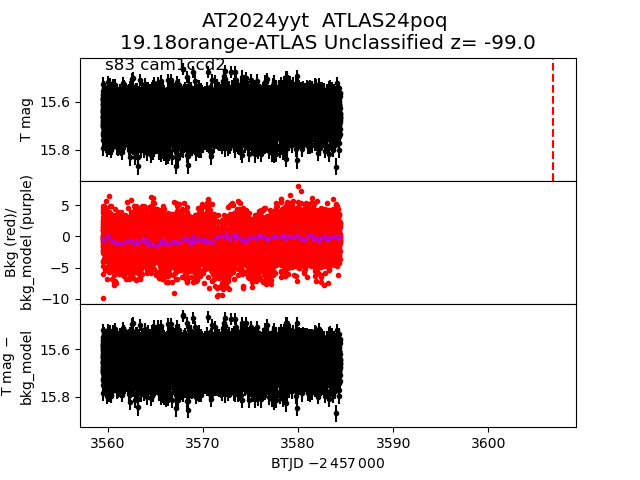 AT2024yyt  ATLAS24poq
19.18orange-ATLAS Unclassified z= -99.0
s83 cam1ccd2
T mag
15.6
15.8
Bkg (red)/
bkg_model (purple)
5
0
−5
−10
T mag −
bkg_model
15.6
15.8
3560 3570 3580 3590 3600
BTJD −2 457 000